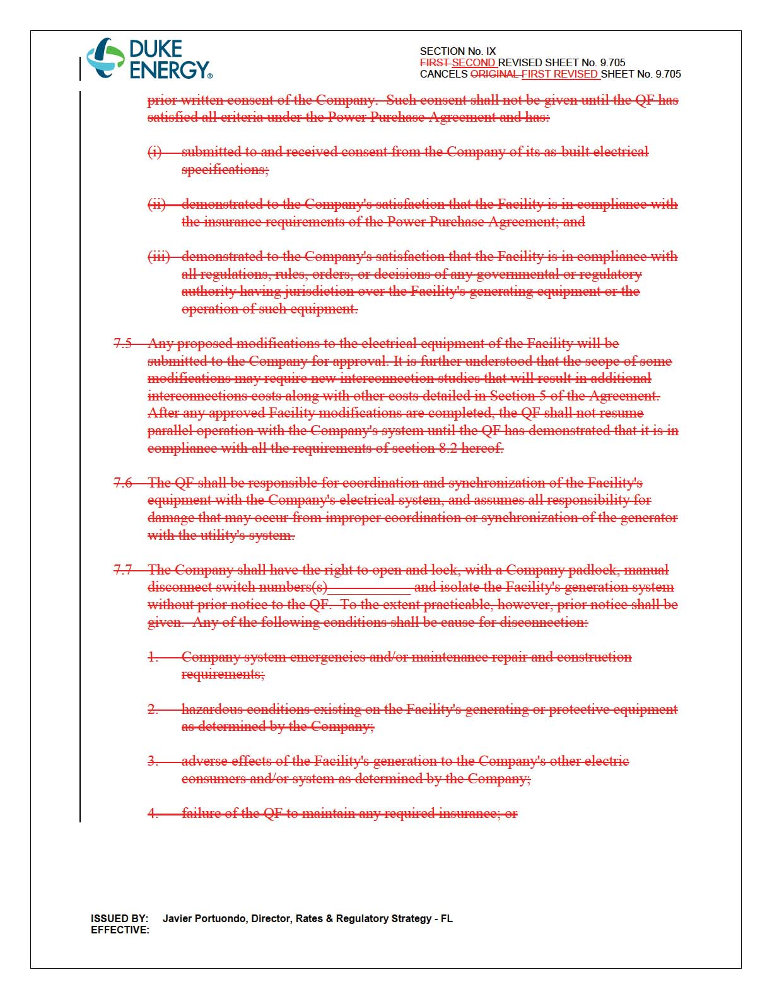 DUKE
ENERGY®
SECTION No. IX
FIRST SECOND REVISED SHEET No. 9.705
CANCELS ORIGINAL FIRST REVISED SHEET No. 9.705
prior written consent of the Company.  Such consent shall not be given until the QF has
satisfied all criteria under the Power Purchase Agreement and has:
(i) submitted to and received consent from the Company of its as-built electrical
specifications;
(ii) demonstrated to the Company's satisfaction that the Facility is in compliance with
the insurance requirements of the Power Purchase Agreement; and
(iii) demonstrated to the Company's satisfaction that the Facility is in compliance with
all regulations, rules, orders, or decisions of any governmental or regulatory
authority having jurisdiction over the Facility's generating equipment or the
operation of such equipment.
7.5 Any proposed modifications to the electrical equipment of the Facility will be
submitted to the Company for approval. It is further understood that the scope of some
modifications may require new interconnection studies that will result in additional
interconnections costs along with other costs detailed in Section 5 of the Agreement.
After any approved Facility modifications are completed, the QF shall not resume
parallel operation with the Company's system until the QF has demonstrated that it is in
compliance with all the requirements of section 8.2 hereof.
7.6 The QF shall be responsible for coordination and synchronization of the Facility's
equipment with the Company's electrical system, and assumes all responsibility for
damage that may occur from improper coordination or synchronization of the generator
with the utility's system.
7.7 The Company shall have the right to open and lock, with a Company padlock, manual
disconnect switch numbers(s)___________ and isolate the Facility's generation system
without prior notice to the QF.  To the extent practicable, however, prior notice shall be
given.  Any of the following conditions shall be cause for disconnection:
1. Company system emergencies and/or maintenance repair and construction
requirements;
2. hazardous conditions existing on the Facility's generating or protective equipment
as determined by the Company;
3. adverse effects of the Facility's generation to the Company's other electric
consumers and/or system as determined by the Company;
4. failure of the QF to maintain any required insurance; or
ISSUED BY: Javier Portuondo, Director, Rates & Regulatory Strategy - FL
EFFECTIVE: